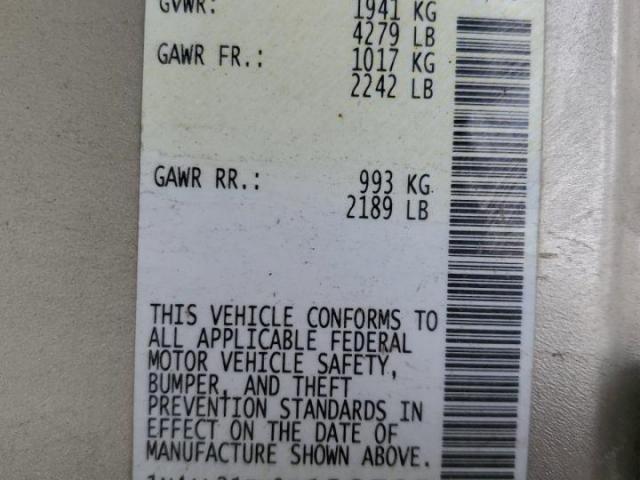 GVWR: 1941 KG
4279 LB
GAWR FR.: 1017 KG
2242 LB
GAWR RR.: 993 KG
2189 LB
THIS VEHICLE CONFORMS TO
ALL APPLICABLE FEDERAL
MOTOR VEHICLE SAFETY,
BUMPER, AND THEFT
PREVENTION STANDARDS IN
EFFECT ON THE DATE OF
MANUFACTURE SHOWN ABOVE.